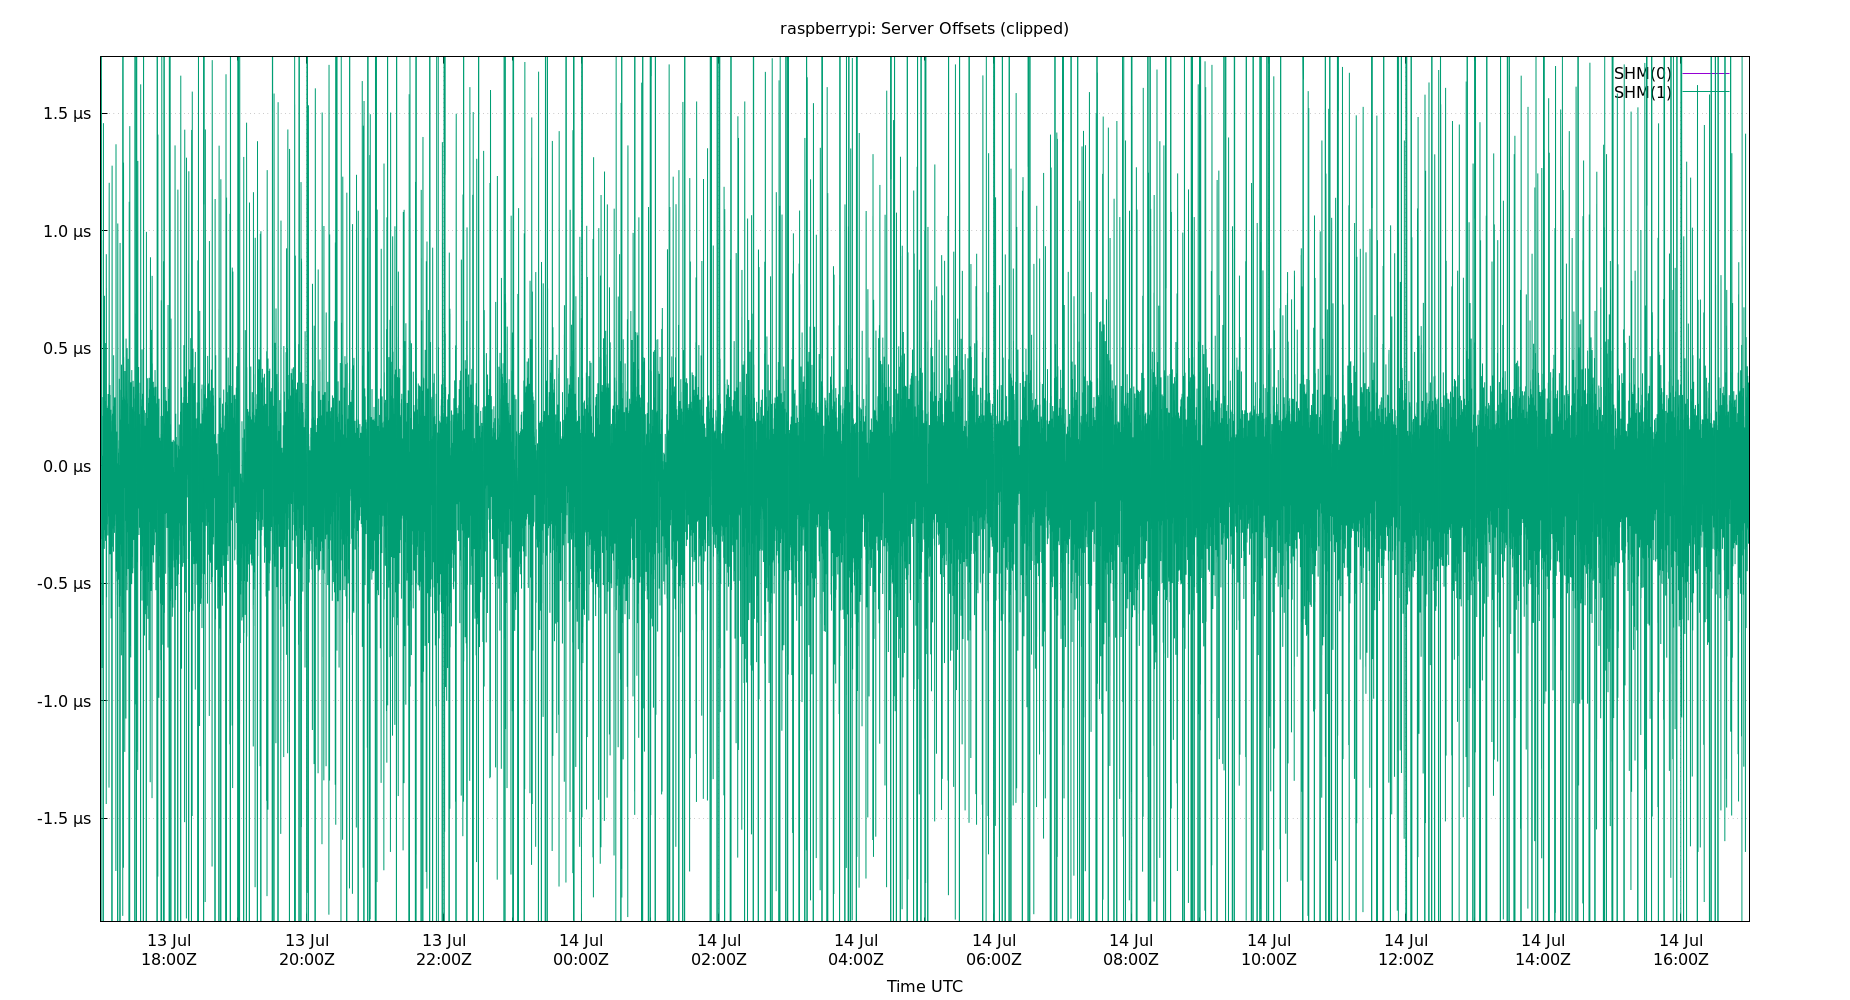 raspberrypi: Server Offsets (clipped)
SHM(0)
SHM(1)
1.5 µs
1.0 µs
0.5 µs
0.0 µs
-0.5 µs
-1.0 µs
-1.5 µs
13 Jul 13 Jul 13 Jul 14 Jul 14 Jul 14 Jul 14 Jul 14 Jul 14 Jul 14 Jul 14 Jul 14 Jul
18:00Z 20:00Z 22:00Z 00:00Z 02:00Z 04:00Z 06:00Z 08:00Z 10:00Z 12:00Z 14:00Z 16:00Z
Time UTC